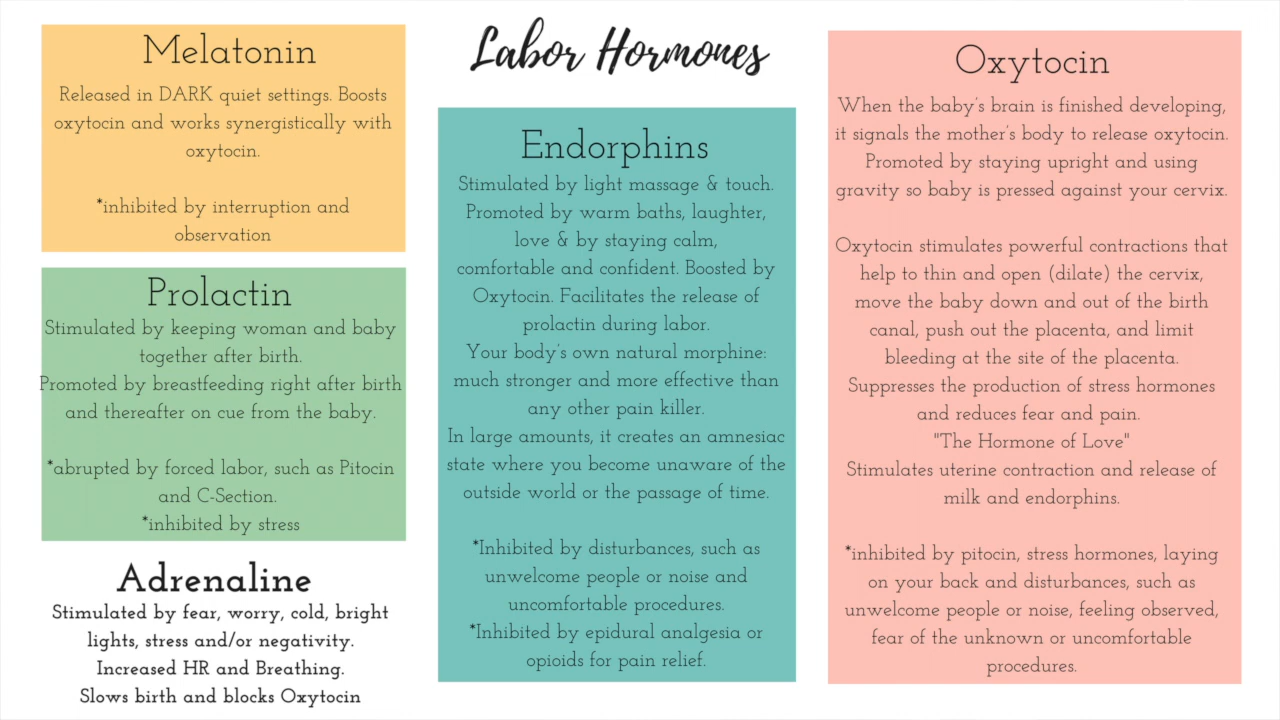 Labor Hormones
Melatonin
Released in DARK quiet settings. Boosts
oxytocin and works synergistically with
oxytocin.
*inhibited by interruption and
observation
Prolactin
Stimulated by keeping woman and baby
together after birth.
Promoted by breastfeeding right after birth
and thereafter on cue from the baby.
*abrupted by forced labor, such as Pitocin
and C-Section.
*inhibited by stress
Adrenaline
Stimulated by fear, worry, cold, bright
lights, stress and/or negativity.
Increased HR and Breathing.
Slows birth and blocks Oxytocin
Endorphins
Stimulated by light massage & touch.
Promoted by warm baths, laughter,
love & by staying calm,
comfortable and confident. Boosted by
Oxytocin. Facilitates the release of
prolactin during labor.
Your body's own natural morphine:
much stronger and more effective than
any other pain killer.
In large amounts, it creates an amnesiac
state where you become unaware of the
outside world or the passage of time.
*Inhibited by disturbances, such as
unwelcome people or noise and
uncomfortable procedures.
*Inhibited by epidural analgesia or
opioids for pain relief.
Oxytocin
When the baby's brain is finished developing,
it signals the mother's body to release oxytocin.
Promoted by staying upright and using
gravity so baby is pressed against your cervix.
Oxytocin stimulates powerful contractions that
help to thin and open (dilate) the cervix,
move the baby down and out of the birth
canal, push out the placenta, and limit
bleeding at the site of the placenta.
Suppresses the production of stress hormones
and reduces fear and pain.
"The Hormone of Love"
Stimulates uterine contraction and release of
milk and endorphins.
*inhibited by pitocin, stress hormones, laying
on your back and disturbances, such as
unwelcome people or noise, feeling observed,
fear of the unknown or uncomfortable
procedures.